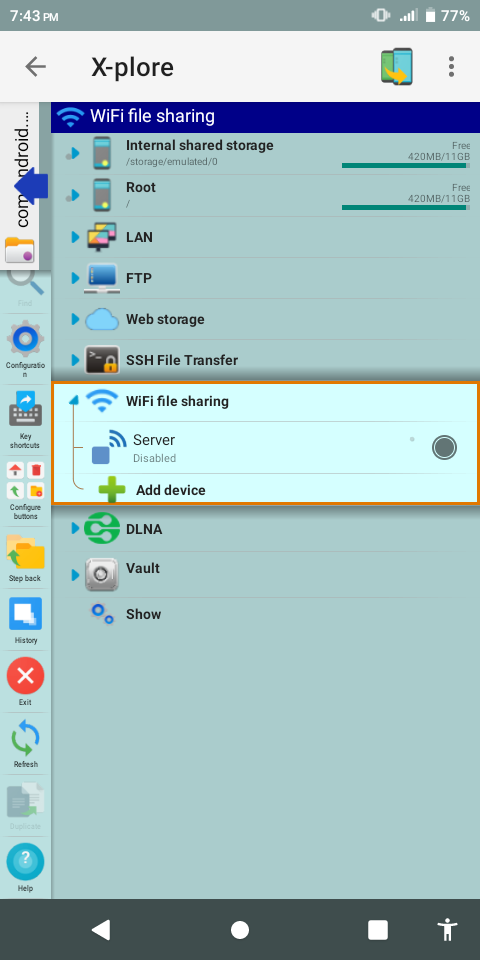 7:43 PM
77%
X-plore
com.android....
WiFi file sharing
Internal shared storage
/storage/emulated/0
Free
420MB/11GB
Root
/
Free
420MB/11GB
LAN
FTP
Web storage
SSH File Transfer
WiFi file sharing
Server
Disabled
Add device
DLNA
Vault
Show
Find
Configuratio
n
Key
shortcuts
Configure
buttons
Step back
History
Exit
Refresh
Duplicate
Help